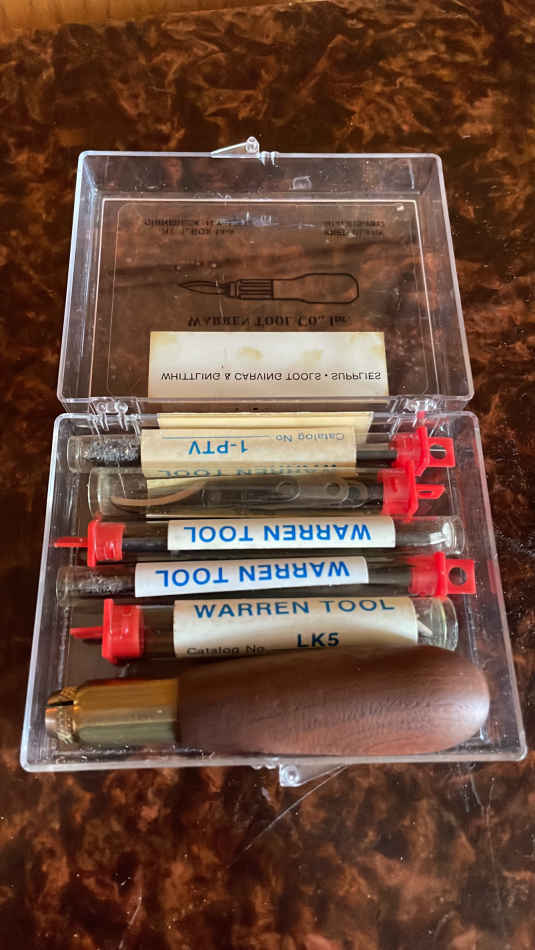 WARREN TOOL CO., Inc.
WHITTLING & CARVING TOOLS • SUPPLIES
Catalog No. 1-PTV
WARREN TOOL
WARREN TOOL
WARREN TOOL
WARREN TOOL
Catalog No. LK5